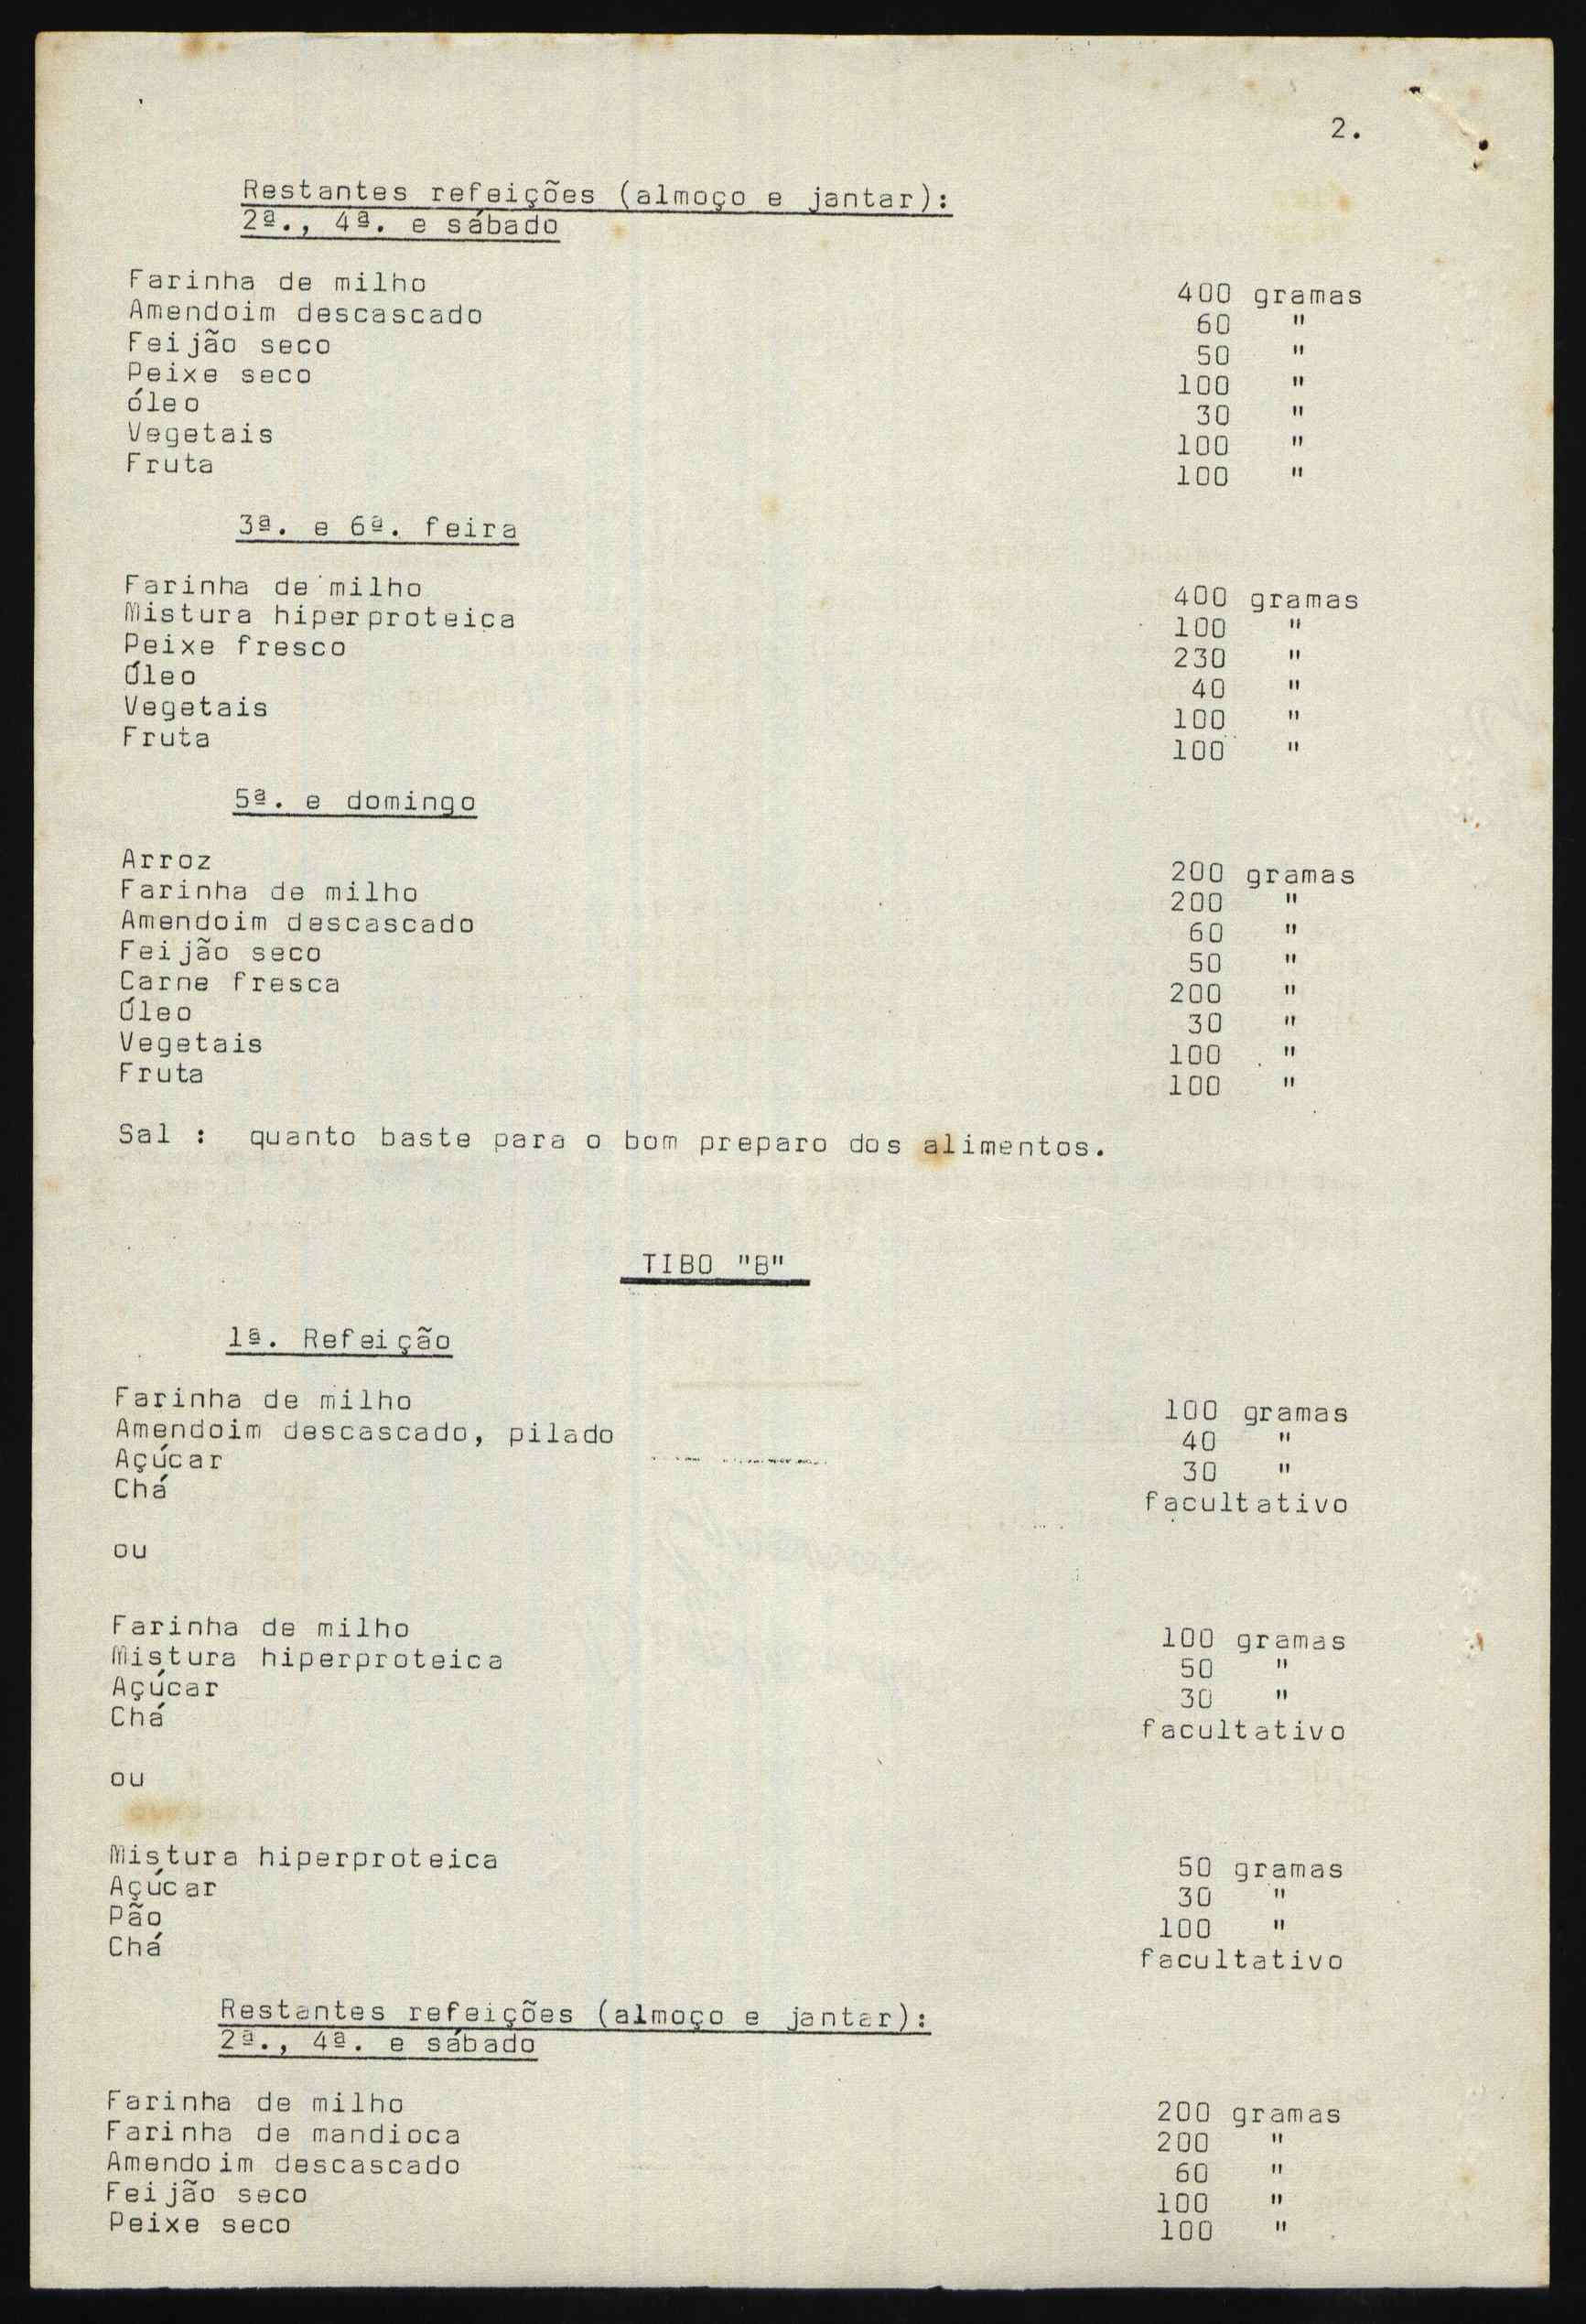 2.
Restantes refeições (almoço e jantar):
2ª., 4ª. e sábado
Farinha de milho 400 gramas
Amendoim descascado 60 "
Feijão seco 50 "
Peixe seco 100 "
óleo 30 "
Vegetais 100 "
Fruta 100 "
3ª. e 6ª. feira
Farinha de milho 400 gramas
Mistura hiperproteica 100 "
Peixe fresco 230 "
Óleo 40 "
Vegetais 100 "
Fruta 100 "
5ª. e domingo
Arroz 200 gramas
Farinha de milho 200 "
Amendoim descascado 60 "
Feijão seco 50 "
Carne fresca 200 "
Óleo 30 "
Vegetais 100 "
Fruta 100 "
Sal : quanto baste para o bom preparo dos alimentos.
TIBO "B"
1ª. Refeição
Farinha de milho 100 gramas
Amendoim descascado, pilado 40 "
Açúcar 30 "
Chá facultativo
ou
Farinha de milho 100 gramas
Mistura hiperproteica 50 "
Açúcar 30 "
Chá facultativo
ou
Mistura hiperproteica 50 gramas
Açúcar 30 "
Pão 100 "
Chá facultativo
Restantes refeições (almoço e jantar):
2ª., 4ª. e sábado
Farinha de milho 200 gramas
Farinha de mandioca 200 "
Amendoim descascado 60 "
Feijão seco 100 "
Peixe seco 100 "